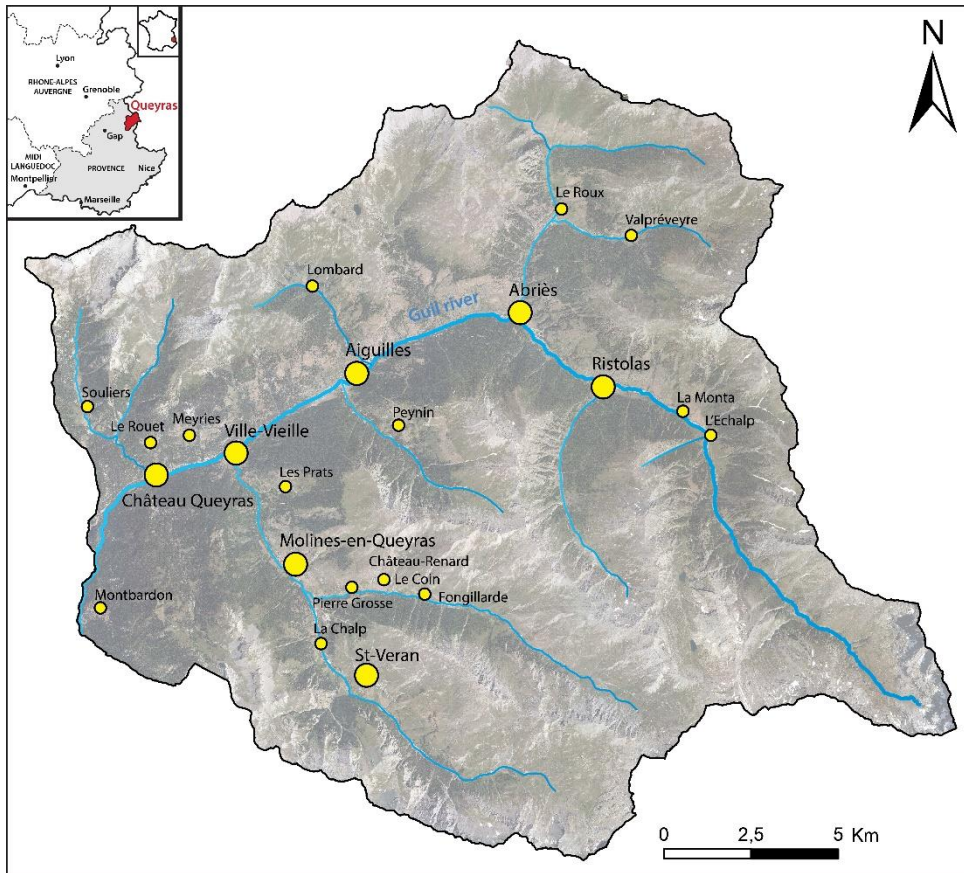 Lyon
RHONE-ALPES
AUVERGNE
Grenoble
Queyras
Gap
MIDI
LANGUEDOC
PROVENCE
Nice
Montpellier
Marseille
N
Le Roux
Valpréveyre
Lombard
Abriès
Guil river
Aiguilles
Ristolas
Souliers
La Monta
Le Rouet
Meyries
Peynin
L'Echalp
Ville-Vieille
Les Prats
Château Queyras
Molines-en-Queyras
Château-Renard
Le Coin
Montbardon
Pierre Grosse
Fongillarde
La Chalp
St-Veran
0 2,5 5 Km